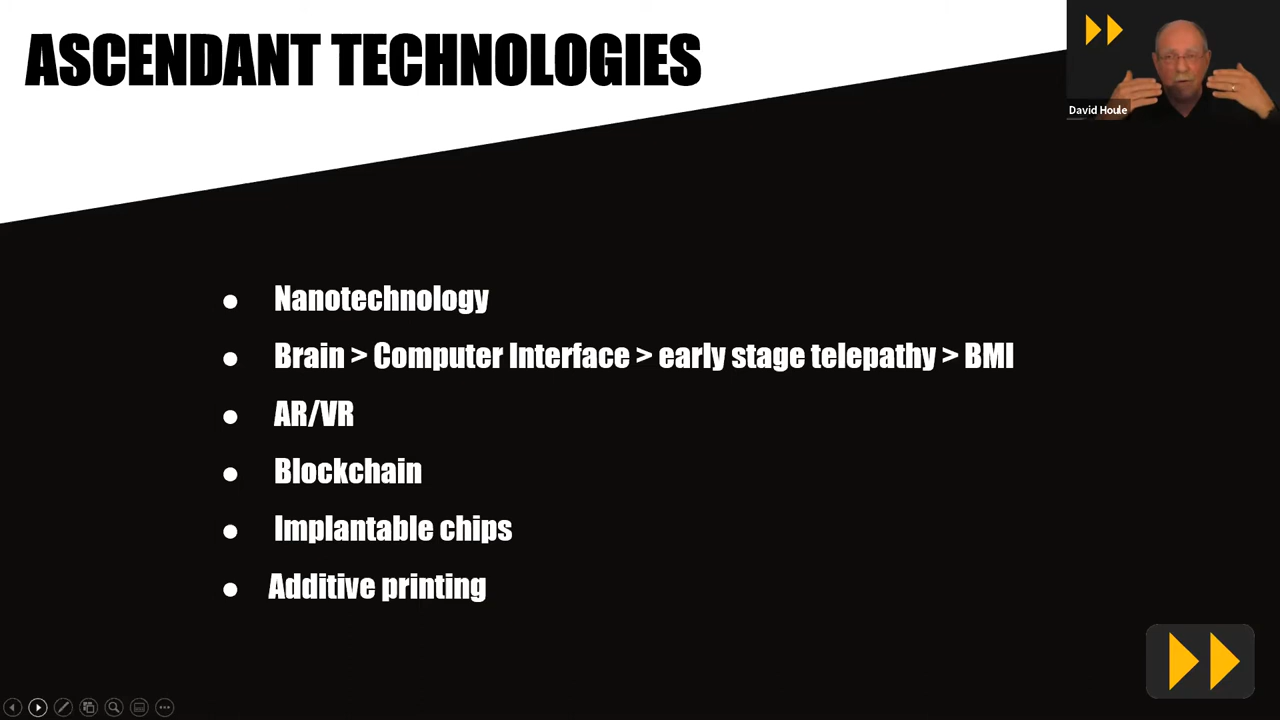 ASCENDANT TECHNOLOGIES
David Houle
● Nanotechnology
● Brain > Computer Interface > early stage telepathy > BMI
● AR/VR
● Blockchain
● Implantable chips
● Additive printing